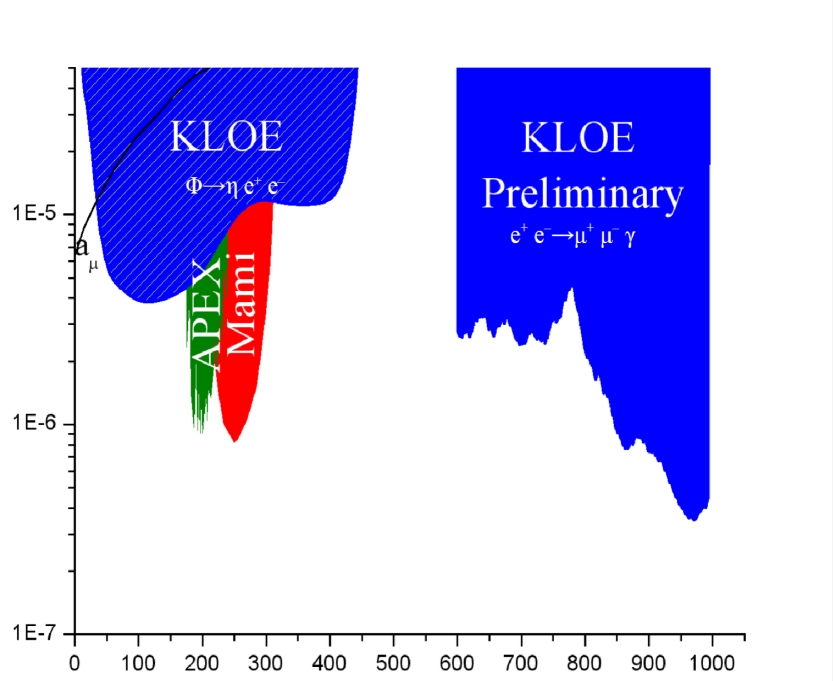 KLOE
Φ→η e⁺ e⁻
KLOE
Preliminary
e⁺ e⁻→μ⁺ μ⁻ γ
1E-5
aμ
APEX
Mami
1E-6
1E-7
0 100 200 300 400 500 600 700 800 900 1000